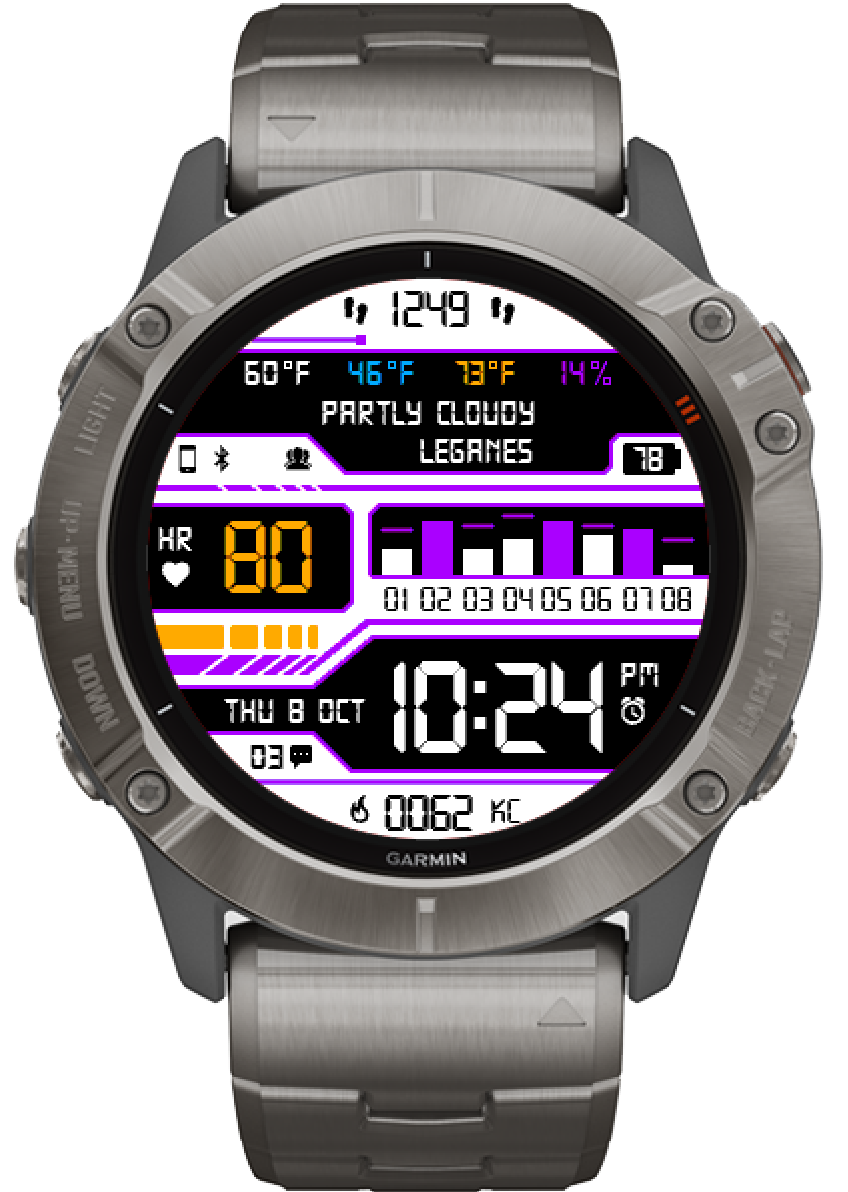 1249
60°F 46°F 73°F 14%
PARTLY CLOUDY
LEGANES
78
HR 80
01 02 03 04 05 06 07 08
THU 8 OCT 10:24 PM
03
0062 KC
GARMIN
LIGHT
UP·MENU
DOWN
BACK·LAP